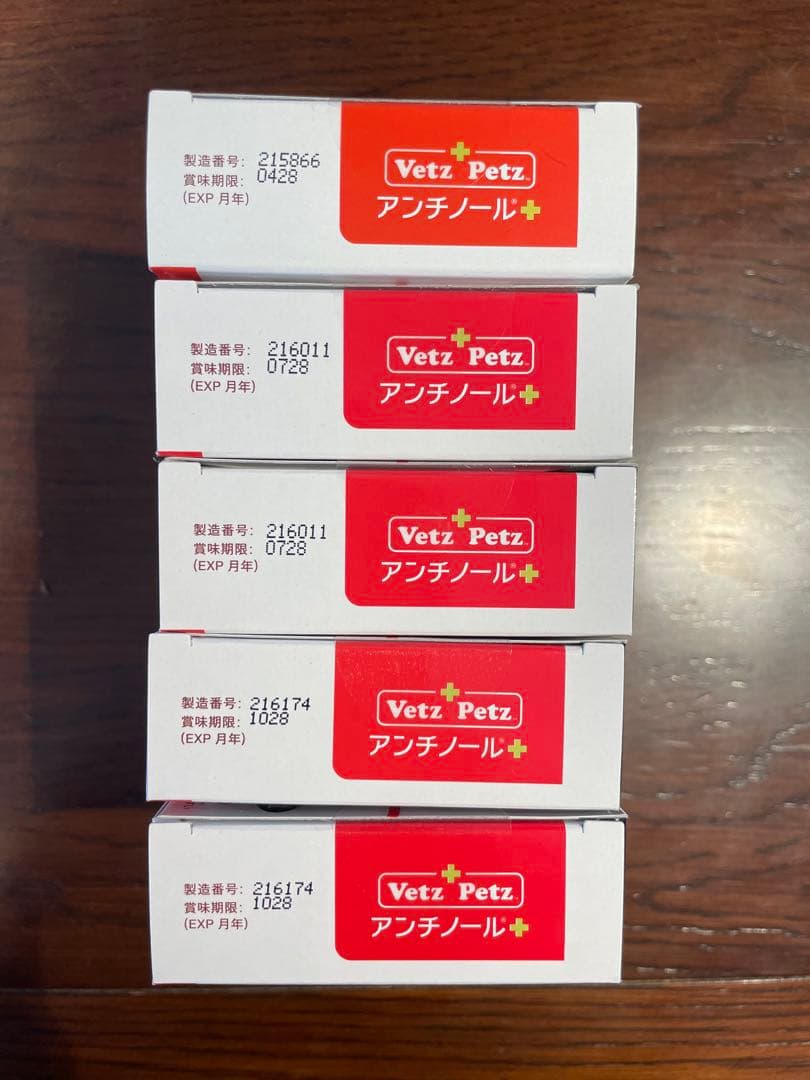 製造番号: 215866
賞味期限: 0428
(EXP 月年)
Vetz Petz™
アンチノール®+
製造番号: 216011
賞味期限: 0728
(EXP 月年)
Vetz Petz™
アンチノール®+
製造番号: 216011
賞味期限: 0728
(EXP 月年)
Vetz Petz™
アンチノール®+
製造番号: 216174
賞味期限: 1028
(EXP 月年)
Vetz Petz™
アンチノール®+
製造番号: 216174
賞味期限: 1028
(EXP 月年)
Vetz Petz™
アンチノール®+